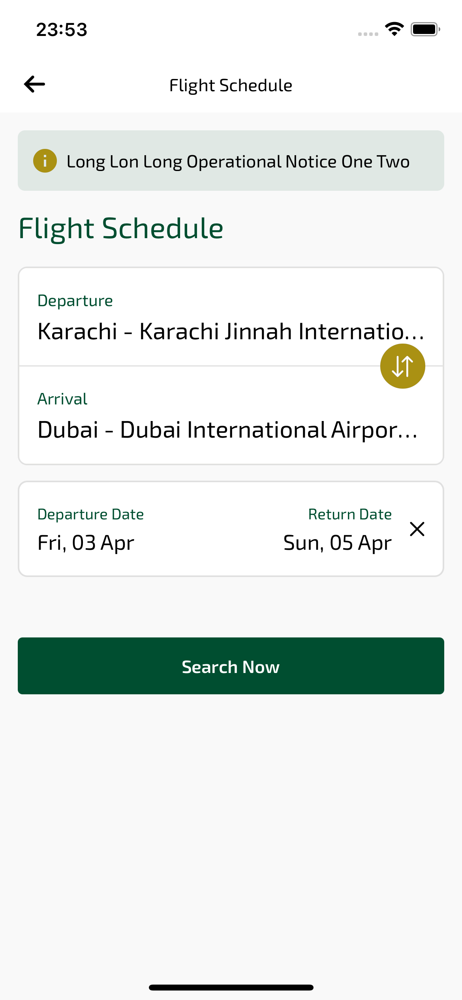 23:53
Flight Schedule
Long Lon Long Operational Notice One Two
Flight Schedule
Departure
Karachi - Karachi Jinnah Internatio...
Arrival
Dubai - Dubai International Airpor...
Departure Date
Return Date
Fri, 03 Apr
Sun, 05 Apr
Search Now